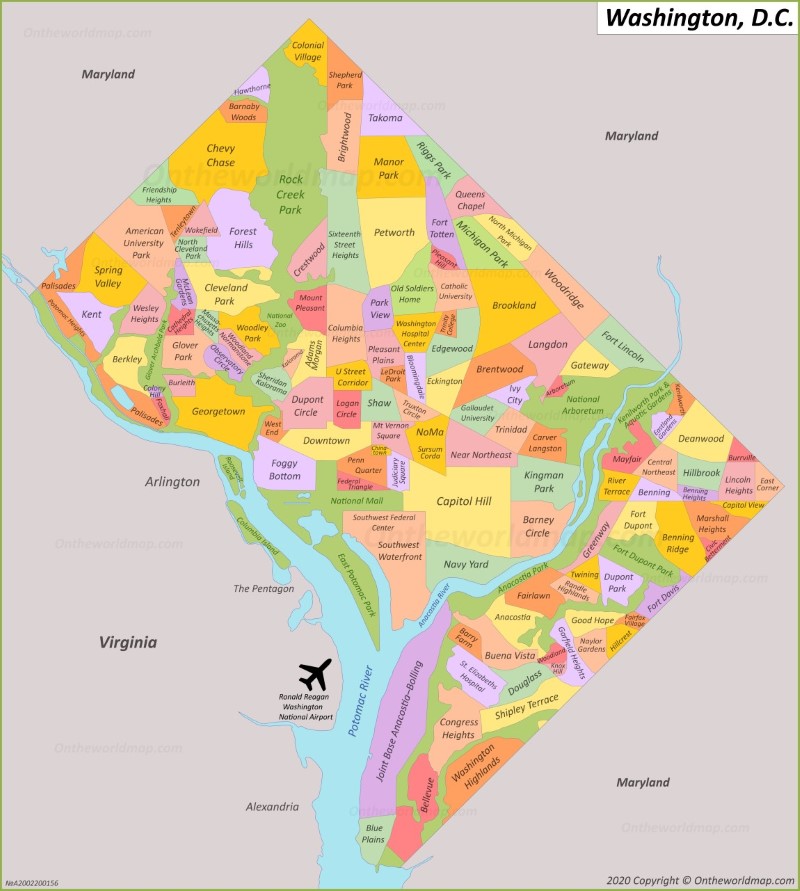 Washington, D.C.
Ontheworldmap.com
Maryland
Colonial
Village
Shepherd
Park
Hawthorne
Barnaby
Woods
Takoma
Ontheworldmap.com
Brightwood
Maryland
Chevy
Chase
Manor
Park
Riggs Park
Ontheworldmap.com
Rock
Creek
Park
Friendship
Heights
Queens
Chapel
Tenleytown
American
University
Park
Wakefield
Forest
Hills
North
Cleveland
Park
Crestwood
Sixteenth
Street
Heights
Petworth
Fort
Totten
Michigan Park
North Michigan
Park
Pleasant
Hill
Woodridge
Palisades
Spring
Valley
McLean
Gardens
Cleveland
Park
Old Soldiers
Home
Catholic
University
Brookland
Potomac Heights
Kent
Wesley
Heights
Cathedral
Heights
Massachusetts
Heights
Woodley
Park
Woodland
Normanstone
National
Zoo
Mount
Pleasant
Park
View
Columbia
Heights
Washington
Hospital
Center
Trinity
College
Edgewood
Langdon
Fort Lincoln
Berkley
Glover Archbold Park
Glover
Park
Observatory
Circle
Kalorama
Adams
Morgan
Pleasant
Plains
Bloomingdale
Brentwood
Gateway
Colony
Hill
Foxhall
Burleith
Sheridan
Kalorama
U Street
Corridor
LeDroit
Park
Eckington
Ivy
City
Arboretum
National
Arboretum
Kenilworth Park &
Aquatic Gardens
Kenilworth
Palisades
Georgetown
Dupont
Circle
Logan
Circle
Shaw
Truxton
Circle
Gallaudet
University
Trinidad
Eastland
Gardens
Deanwood
West
End
Downtown
Mt Vernon
Square
NoMa
Sursum
Corda
China-
town
Near Northeast
Carver
Langston
Mayfair
Central
Northeast
Burrville
Foggy
Bottom
Penn
Quarter
Federal
Triangle
Judiciary
Square
Kingman
Park
River
Terrace
Benning
Hillbrook
Benning
Heights
Lincoln
Heights
East
Corner
Arlington
Roosevelt
Island
National Mall
Capitol Hill
Capitol View
Southwest Federal
Center
Barney
Circle
Greenway
Fort
Dupont
Benning
Ridge
Marshall
Heights
Civic
Betterment
Columbia Island
Southwest
Waterfront
East Potomac Park
Navy Yard
Fort Dupont Park
Ontheworldmap.com
Anacostia Park
Twining
Dupont
Park
Randle
Highlands
Fort Davis
The Pentagon
Anacostia River
Fairlawn
Anacostia
Good Hope
Fairfax
Village
Hillcrest
Virginia
Barry
Farm
Buena Vista
Woodland
Garfield Heights
Naylor
Gardens
Knox
Hill
St. Elizabeths
Hospital
Douglass
Ronald Reagan
Washington
National Airport
Potomac River
Joint Base Anacostia–Bolling
Shipley Terrace
Congress
Heights
Ontheworldmap.com
Washington
Highlands
Maryland
Alexandria
Bellevue
Blue
Plains
Ontheworldmap.com
NeA2002200156
2020 Copyright © Ontheworldmap.com